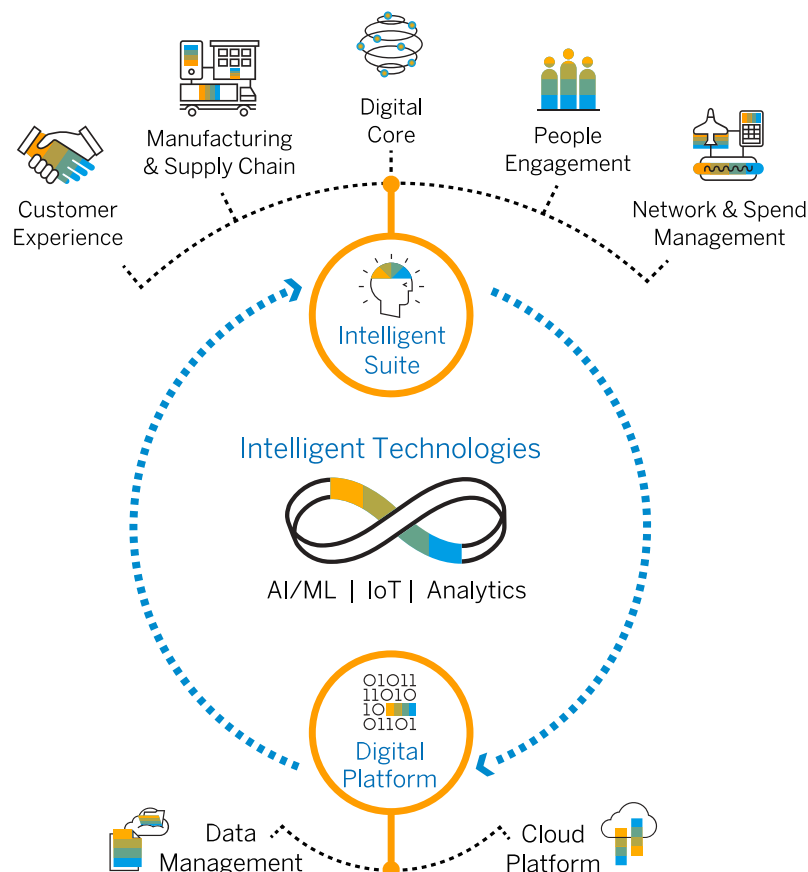 Digital
Core
Manufacturing
& Supply Chain
People
Engagement
Customer
Experience
Network & Spend
Management
Intelligent
Suite
Intelligent Technologies
AI/ML | IoT | Analytics
01011
11010
10
01101
Digital
Platform
Data
Management
Cloud
Platform